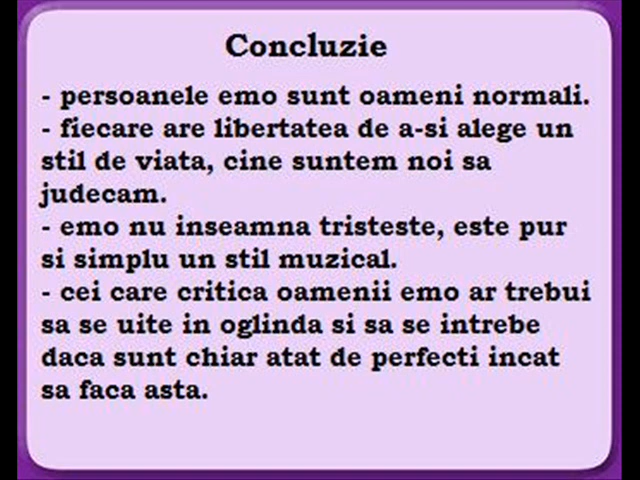 Concluzie
- persoanele emo sunt oameni normali.
- fiecare are libertatea de a-si alege un
stil de viata, cine suntem noi sa
judecam.
- emo nu inseamna tristeste, este pur
si simplu un stil muzical.
- cei care critica oamenii emo ar trebui
sa se uite in oglinda si sa se intrebe
daca sunt chiar atat de perfecti incat
sa faca asta.